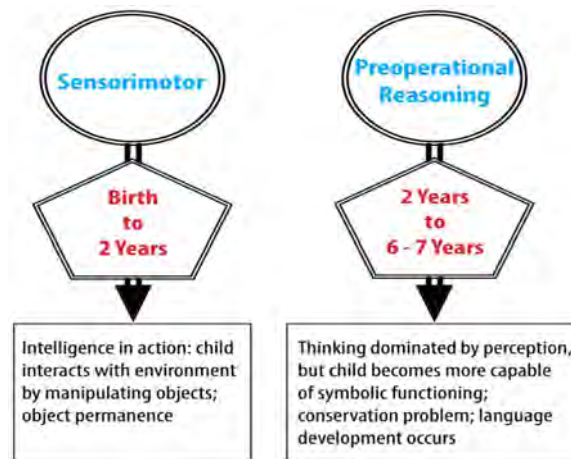 Sensorimotor
Birth
to
2 Years
Intelligence in action: child
interacts with environment
by manipulating objects;
object permanence
Preoperational
Reasoning
2 Years
to
6 - 7 Years
Thinking dominated by perception,
but child becomes more capable
of symbolic functioning;
conservation problem; language
development occurs